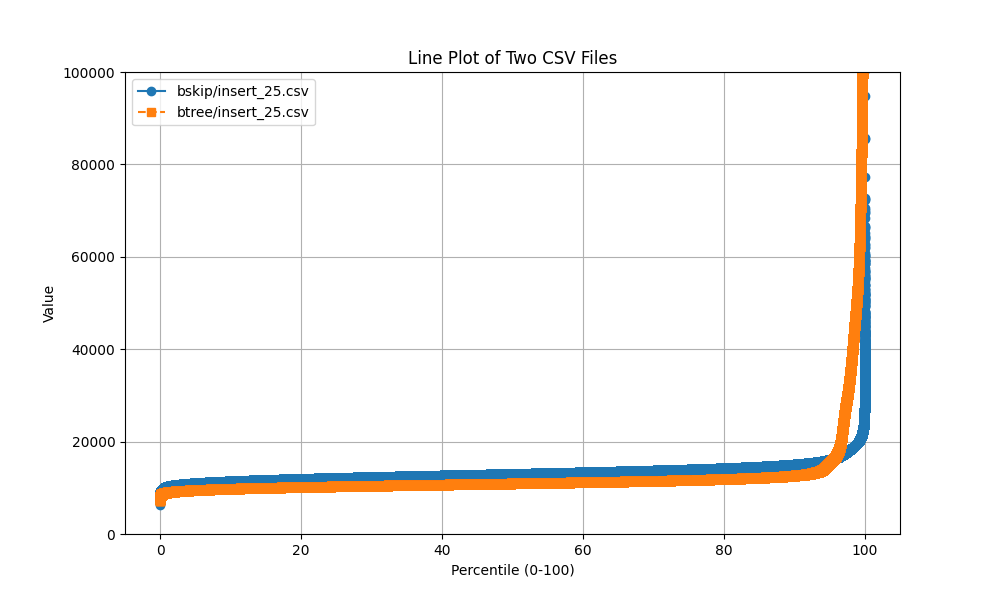 Line Plot of Two CSV Files
100000
80000
60000
40000
20000
0
Value
bskip/insert_25.csv
btree/insert_25.csv
0 20 40 60 80 100
Percentile (0-100)